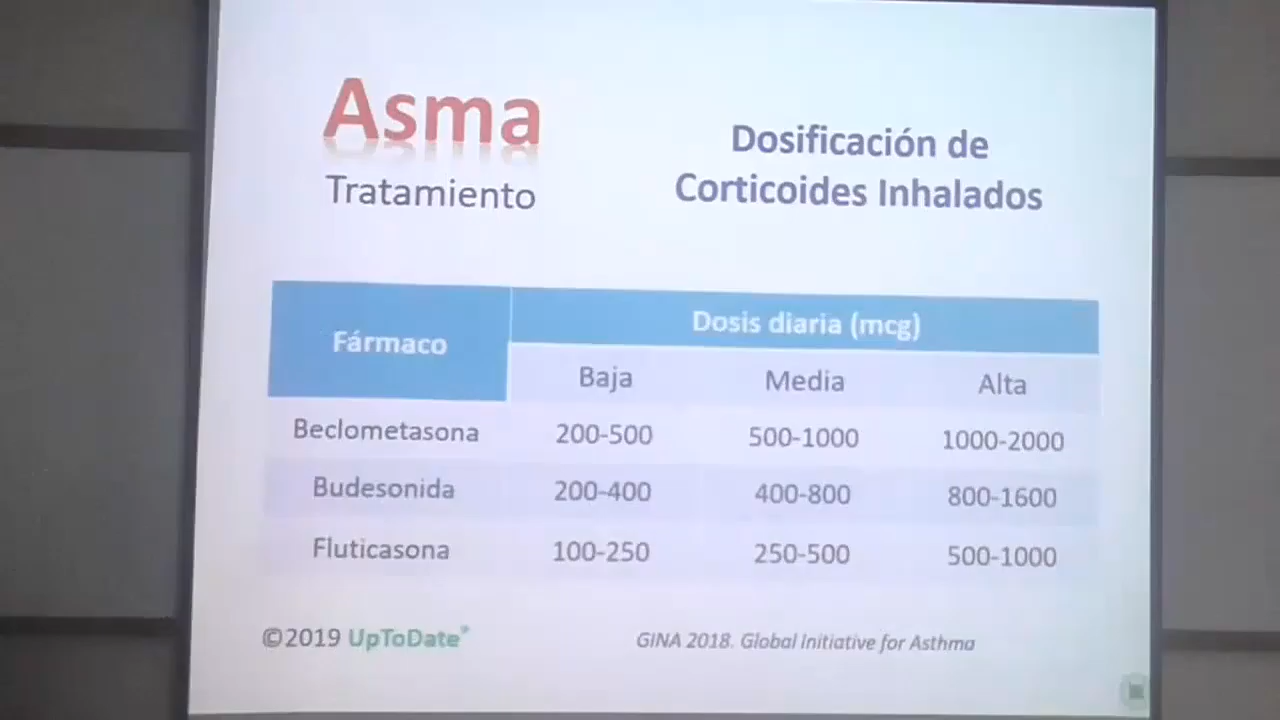 Asma
Tratamiento
Dosificación de
Corticoides Inhalados
Fármaco
Dosis diaria (mcg)
Baja Media Alta
Beclometasona 200-500 500-1000 1000-2000
Budesonida 200-400 400-800 800-1600
Fluticasona 100-250 250-500 500-1000
©2019 UpToDate®
GINA 2018. Global Initiative for Asthma